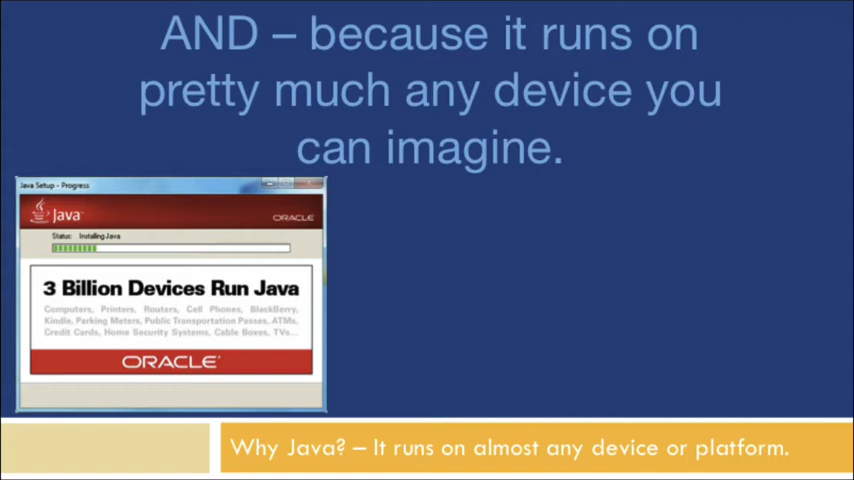 AND – because it runs on
pretty much any device you
can imagine.
Java Setup - Progress
Java
ORACLE
Status: Installing Java
3 Billion Devices Run Java
Computers, Printers, Routers, Cell Phones, BlackBerry,
Kindle, Parking Meters, Public Transportation Passes, ATMs,
Credit Cards, Home Security Systems, Cable Boxes, TVs...
ORACLE
Why Java? – It runs on almost any device or platform.